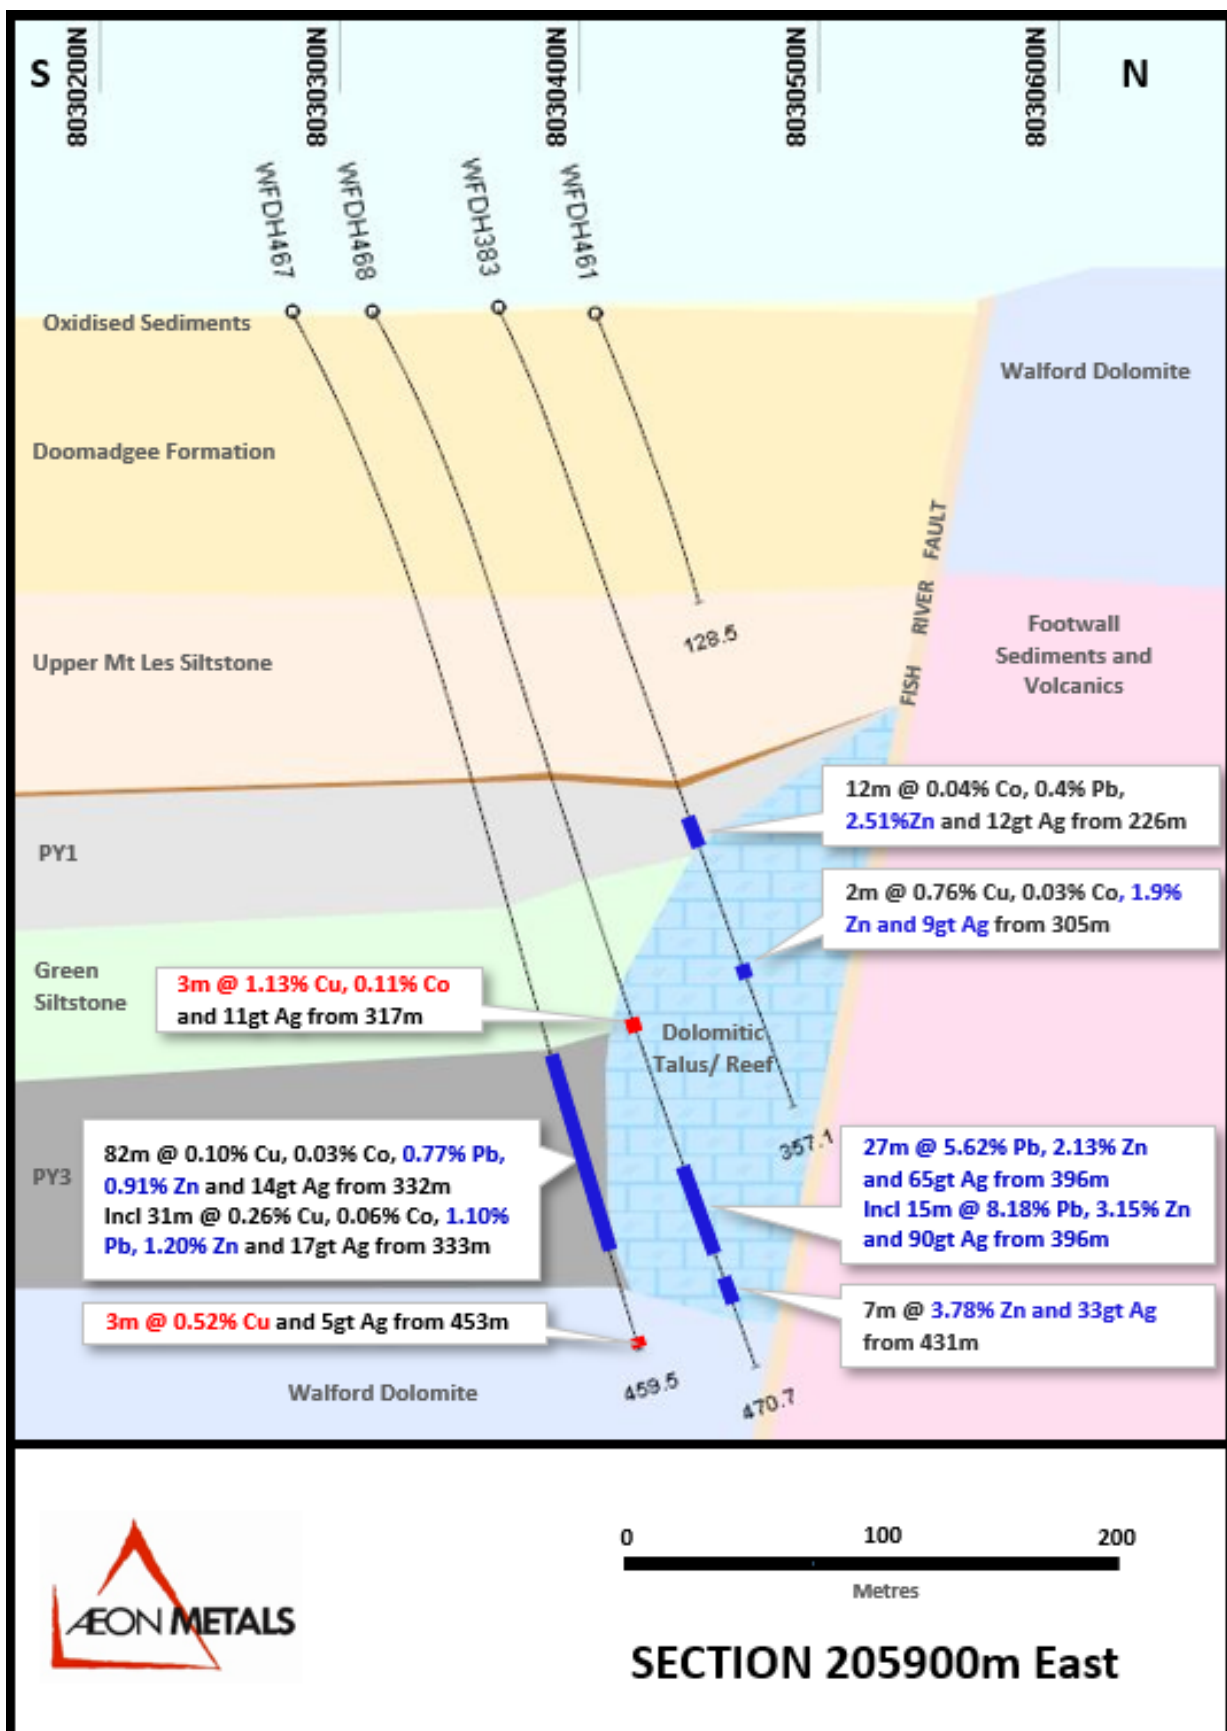 S
N
8030200N
8030300N
8030400N
8030500N
8030600N
WFDH467
WFDH468
WFDH383
WFDH461
Oxidised Sediments
Walford Dolomite
Doomadgee Formation
FISH RIVER FAULT
128.5
Footwall
Sediments and
Volcanics
Upper Mt Les Siltstone
12m @ 0.04% Co, 0.4% Pb,
2.51%Zn and 12gt Ag from 226m
PY1
2m @ 0.76% Cu, 0.03% Co, 1.9%
Zn and 9gt Ag from 305m
Green
Siltstone
3m @ 1.13% Cu, 0.11% Co
and 11gt Ag from 317m
Dolomitic
Talus/ Reef
357.1
82m @ 0.10% Cu, 0.03% Co, 0.77% Pb,
0.91% Zn and 14gt Ag from 332m
Incl 31m @ 0.26% Cu, 0.06% Co, 1.10%
Pb, 1.20% Zn and 17gt Ag from 333m
PY3
27m @ 5.62% Pb, 2.13% Zn
and 65gt Ag from 396m
Incl 15m @ 8.18% Pb, 3.15% Zn
and 90gt Ag from 396m
7m @ 3.78% Zn and 33gt Ag
from 431m
3m @ 0.52% Cu and 5gt Ag from 453m
459.5
470.7
Walford Dolomite
ÆON METALS
0 100 200
Metres
SECTION 205900m East